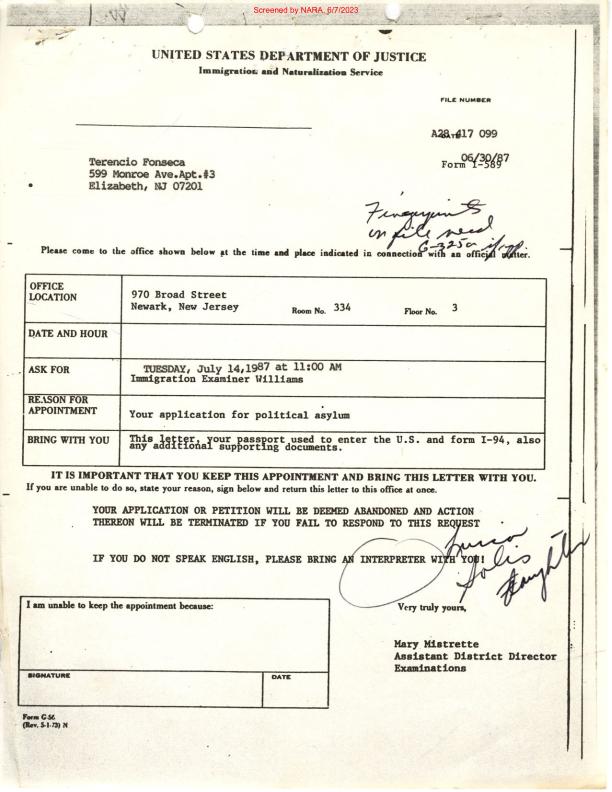 Screened by NARA, 6/7/2023
UNITED STATES DEPARTMENT OF JUSTICE
Immigration and Naturalization Service
FILE NUMBER
A28 417 099
DATE
06/30/87
Form I-589
Terencio Fonseca
599 Monroe Ave.Apt.#3
Elizabeth, NJ 07201
Fingerprints
on file need
G-325a if
Please come to the office shown below at the time and place indicated in connection with an official matter.
OFFICE LOCATION
970 Broad Street
Newark, New Jersey Room No. 334 Floor No. 3
DATE AND HOUR
ASK FOR
TUESDAY, July 14,1987 at 11:00 AM
Immigration Examiner Williams
REASON FOR APPOINTMENT
Your application for political asylum
BRING WITH YOU
This letter, your passport used to enter the U.S. and form I-94, also
any additional supporting documents.
IT IS IMPORTANT THAT YOU KEEP THIS APPOINTMENT AND BRING THIS LETTER WITH YOU.
If you are unable to do so, state your reason, sign below and return this letter to this office at once.
YOUR APPLICATION OR PETITION WILL BE DEEMED ABANDONED AND ACTION
THEREON WILL BE TERMINATED IF YOU FAIL TO RESPOND TO THIS REQUEST
IF YOU DO NOT SPEAK ENGLISH, PLEASE BRING AN INTERPRETER WITH YOU!
Solis
Daughter
Very truly yours,
I am unable to keep the appointment because:
SIGNATURE
DATE
Mary Mistrette
Assistant District Director
Examinations
Form G-56
(Rev. 5-1-73) N